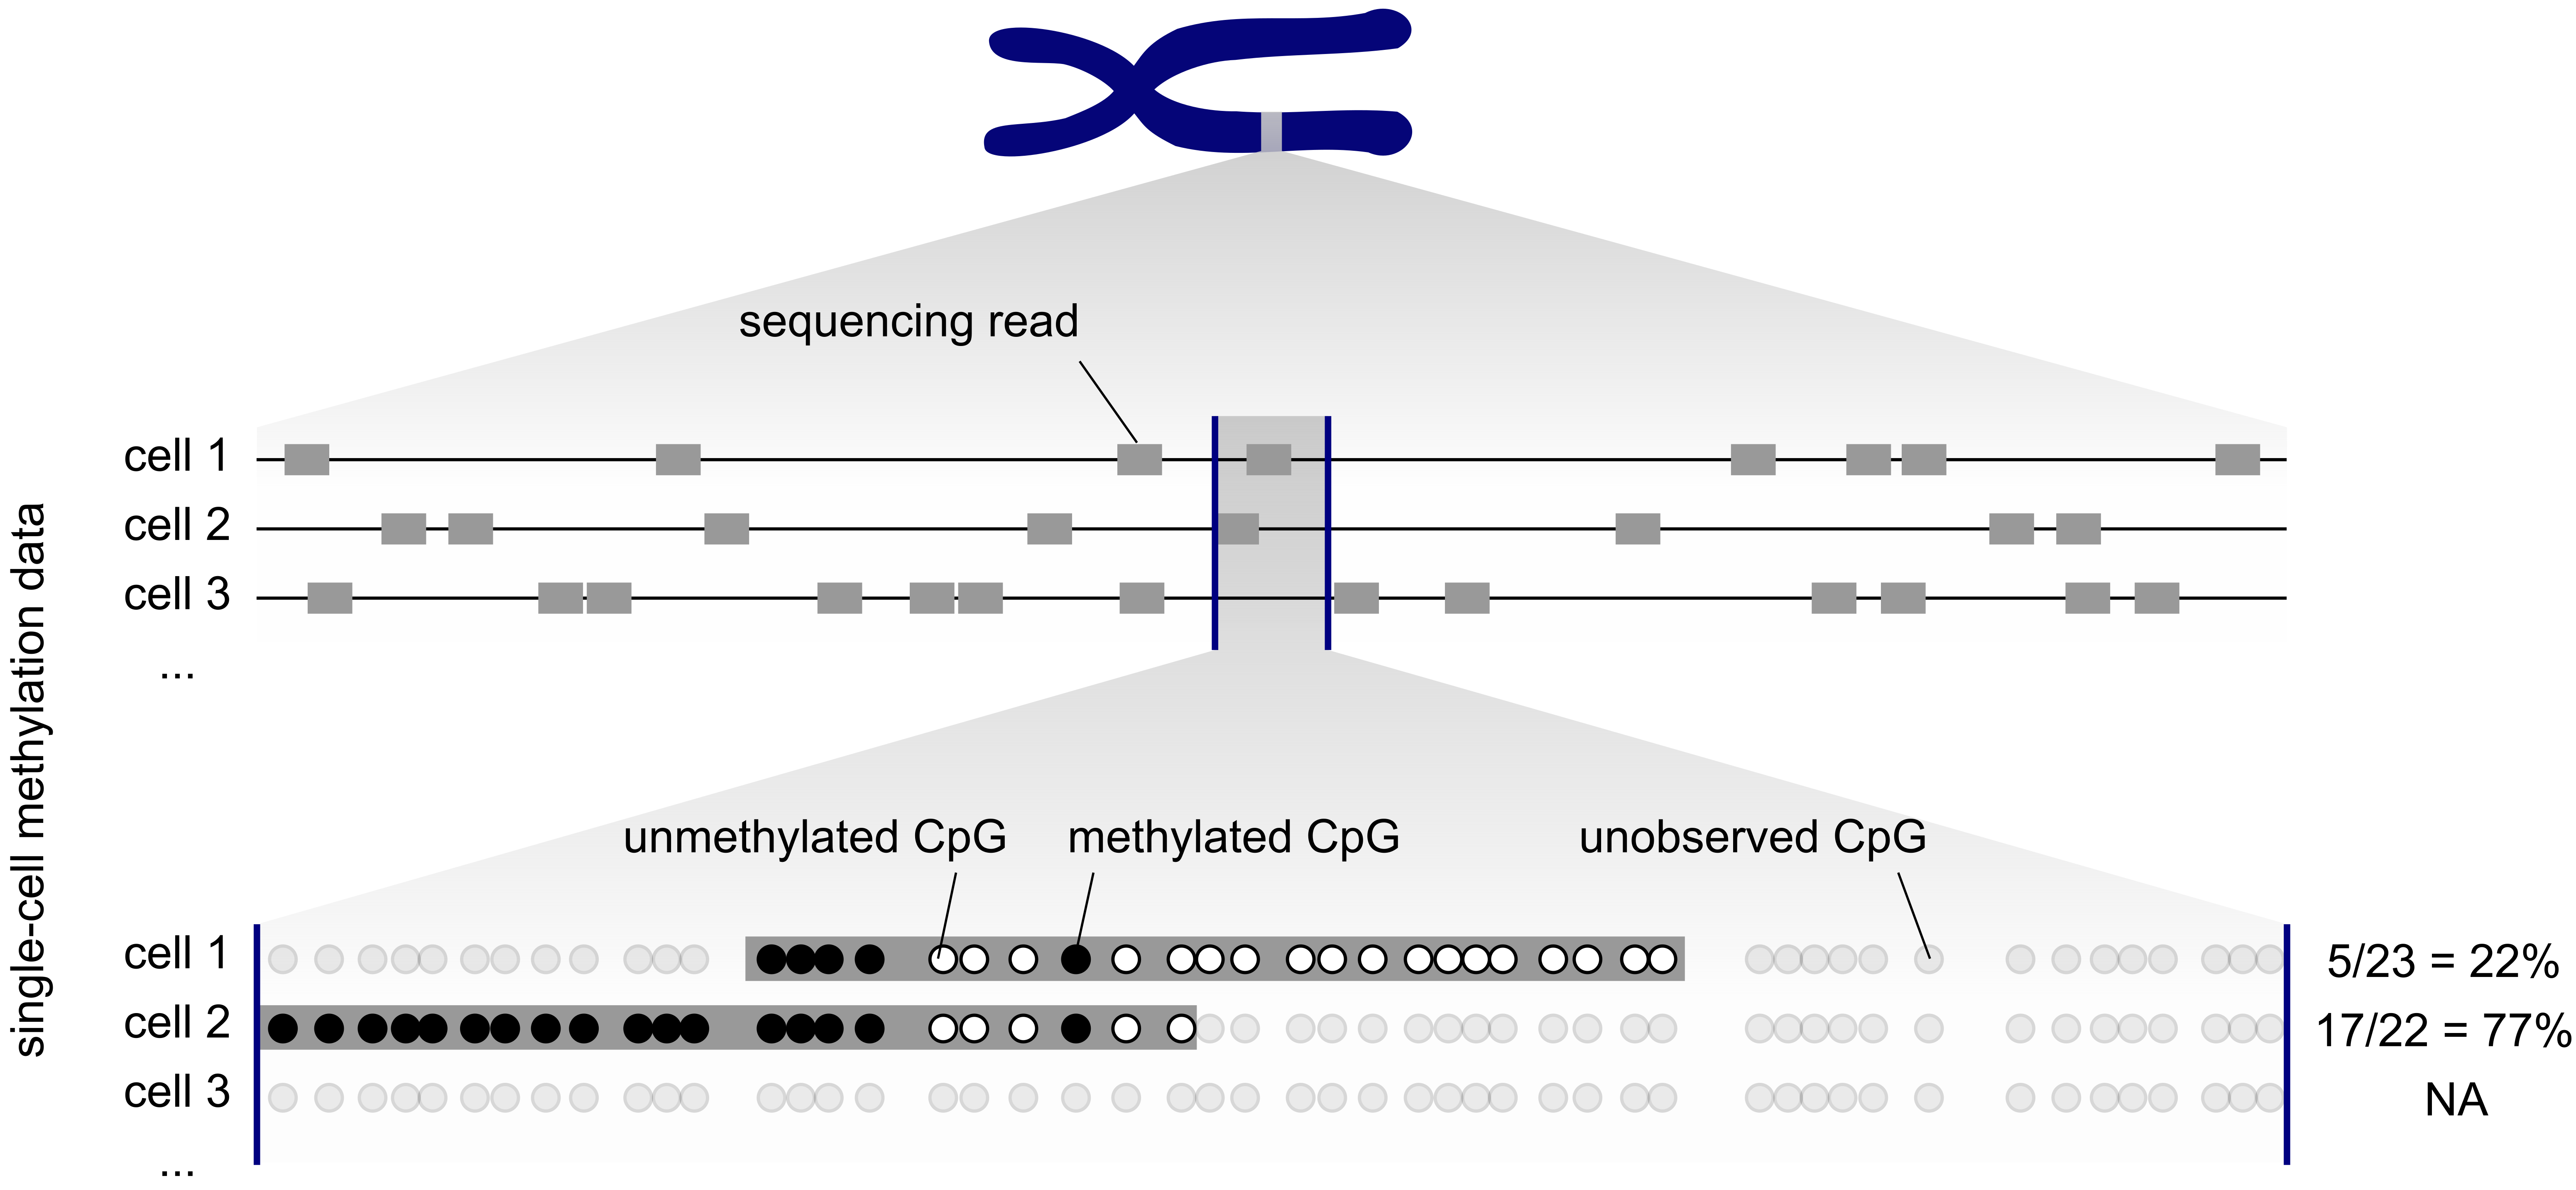 sequencing read
cell 1
cell 2
cell 3
...
single-cell methylation data
unmethylated CpG
methylated CpG
unobserved CpG
cell 1
5/23 = 22%
cell 2
17/22 = 77%
cell 3
NA
...